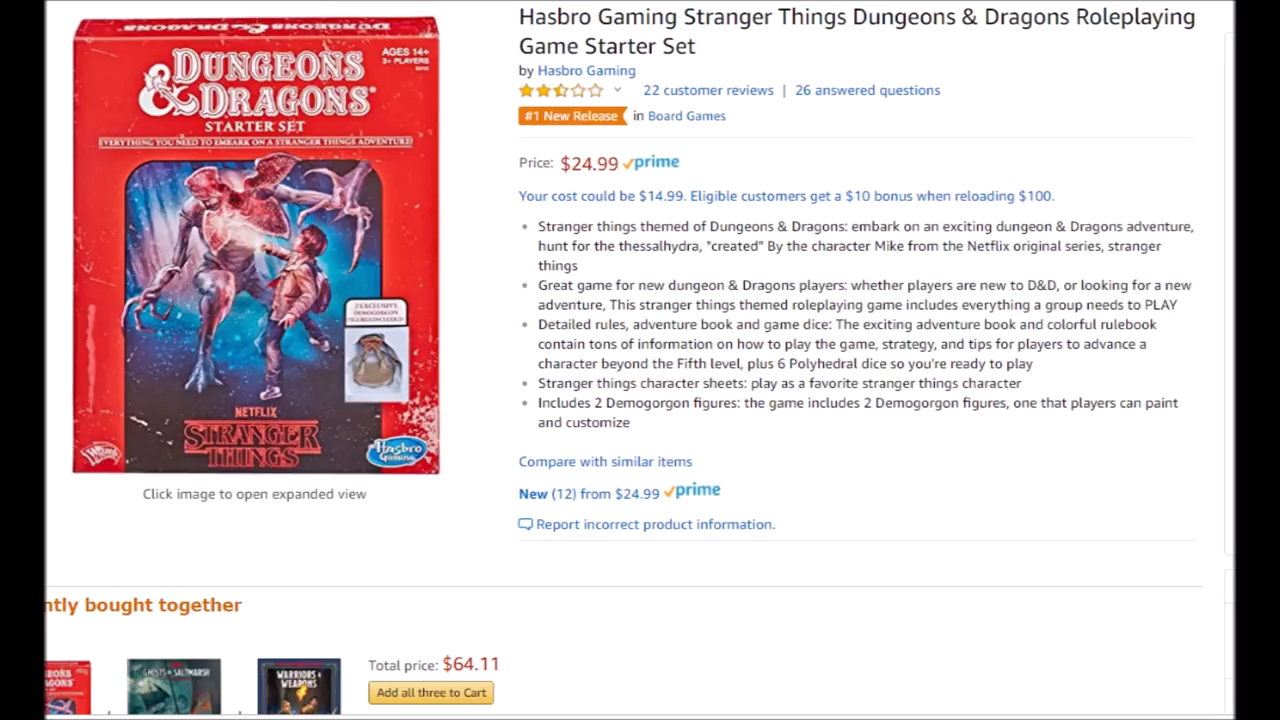 DUNGEONS & DRAGONS
DUNGEONS
& DRAGONS®
AGES 14+
3+ PLAYERS
STARTER SET
EVERYTHING YOU NEED TO EMBARK ON A STRANGER THINGS ADVENTURE!
2 EXCLUSIVE
DEMOGORGON
FIGURES INCLUDED!
NETFLIX
STRANGER
THINGS
Hasbro
Gaming
Click image to open expanded view
Hasbro Gaming Stranger Things Dungeons & Dragons Roleplaying
Game Starter Set
by Hasbro Gaming
22 customer reviews | 26 answered questions
#1 New Release in Board Games
Price: $24.99 prime
Your cost could be $14.99. Eligible customers get a $10 bonus when reloading $100.
Stranger things themed of Dungeons & Dragons: embark on an exciting dungeon & Dragons adventure,
hunt for the thessalhydra, "created" By the character Mike from the Netflix original series, stranger
things
Great game for new dungeon & Dragons players: whether players are new to D&D, or looking for a new
adventure, This stranger things themed roleplaying game includes everything a group needs to PLAY
Detailed rules, adventure book and game dice: The exciting adventure book and colorful rulebook
contain tons of information on how to play the game, strategy, and tips for players to advance a
character beyond the Fifth level, plus 6 Polyhedral dice so you're ready to play
Stranger things character sheets: play as a favorite stranger things character
Includes 2 Demogorgon figures: the game includes 2 Demogorgon figures, one that players can paint
and customize
Compare with similar items
New (12) from $24.99 prime
Report incorrect product information.
ntly bought together
GHOSTS OF SALTMARSH
WARRIORS &
WEAPONS
Total price: $64.11
Add all three to Cart